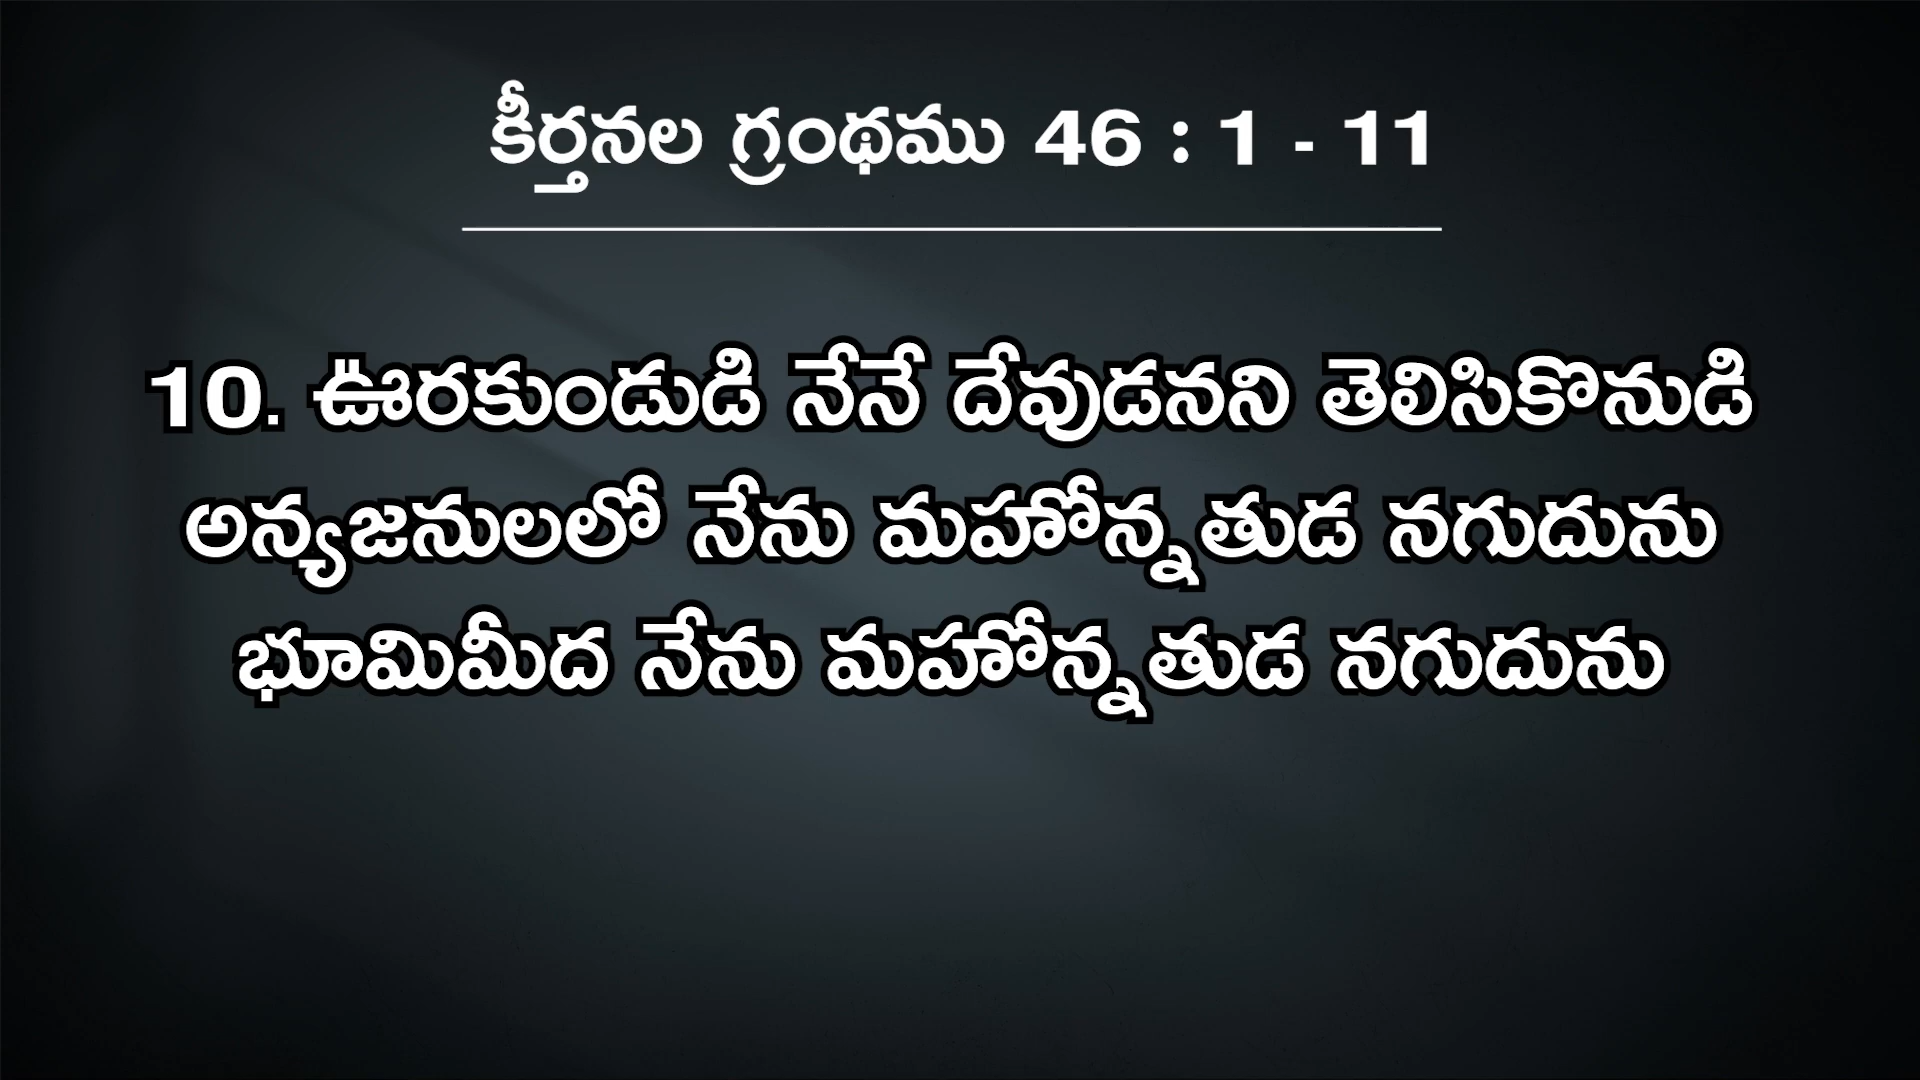 కీర్తనల గ్రంథము 46 : 1 - 11
10. ఊరకుండుడి నేనే దేవుడనని తెలిసికొనుడి
అన్యజనులలో నేను మహోన్నతుడ నగుదును
భూమిమీద నేను మహోన్నతుడ నగుదును